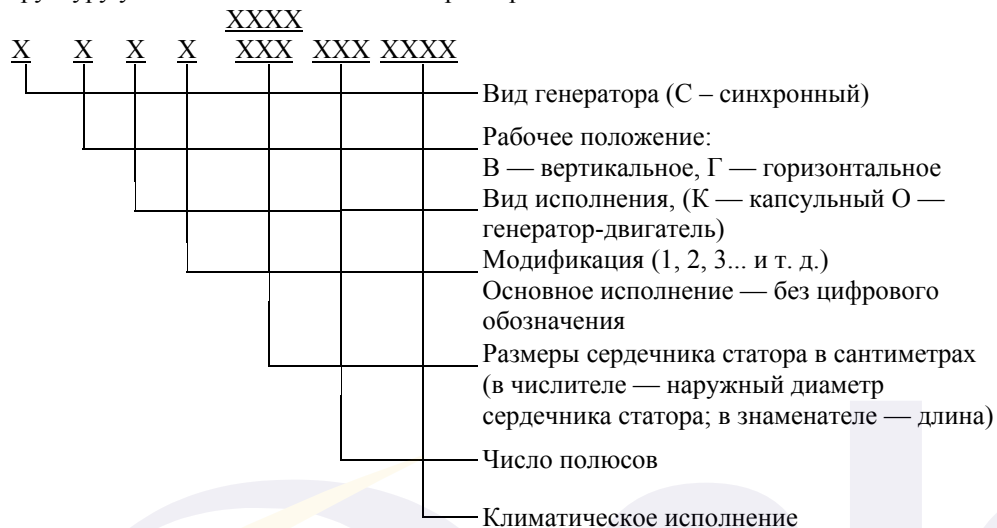 XXXX
X X X X XXX XXX XXXX
Вид генератора (С – синхронный)
Рабочее положение:
В — вертикальное, Г — горизонтальное
Вид исполнения, (К — капсульный О —
генератор-двигатель)
Модификация (1, 2, 3... и т. д.)
Основное исполнение — без цифрового
обозначения
Размеры сердечника статора в сантиметрах
(в числителе — наружный диаметр
сердечника статора; в знаменателе — длина)
Число полюсов
Климатическое исполнение